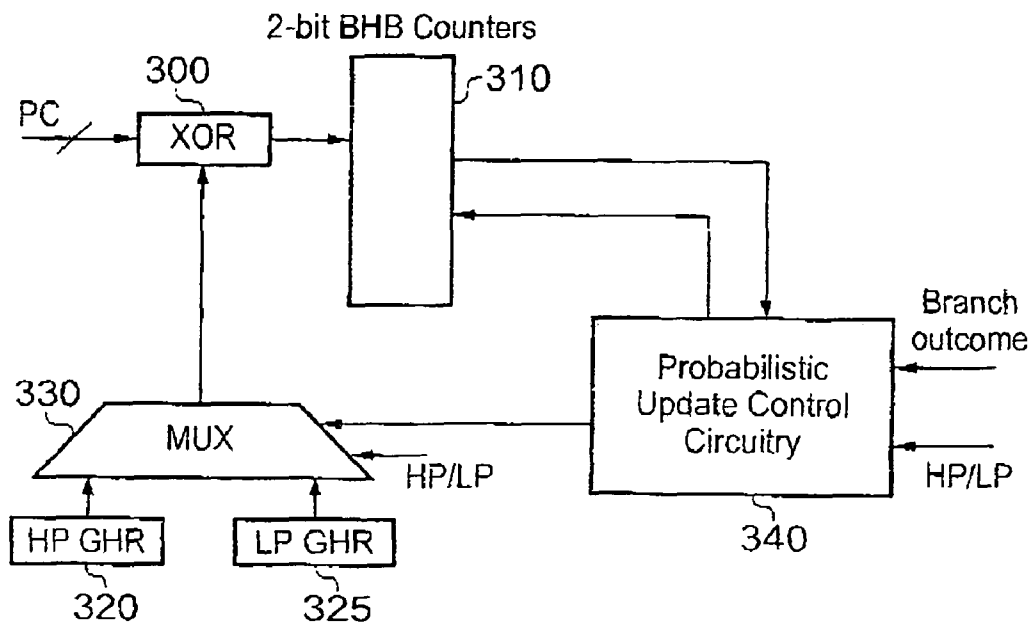 2-bit BHB Counters
300
310
PC
XOR
Branch
outcome
Probabilistic
Update Control
Circuitry
330
MUX
HP/LP
HP/LP
HP GHR
LP GHR
340
320
325